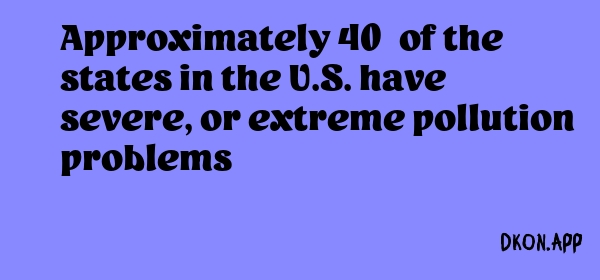 Approximately 40  of the
states in the U.S. have
severe, or extreme pollution
problems
DKON.APP